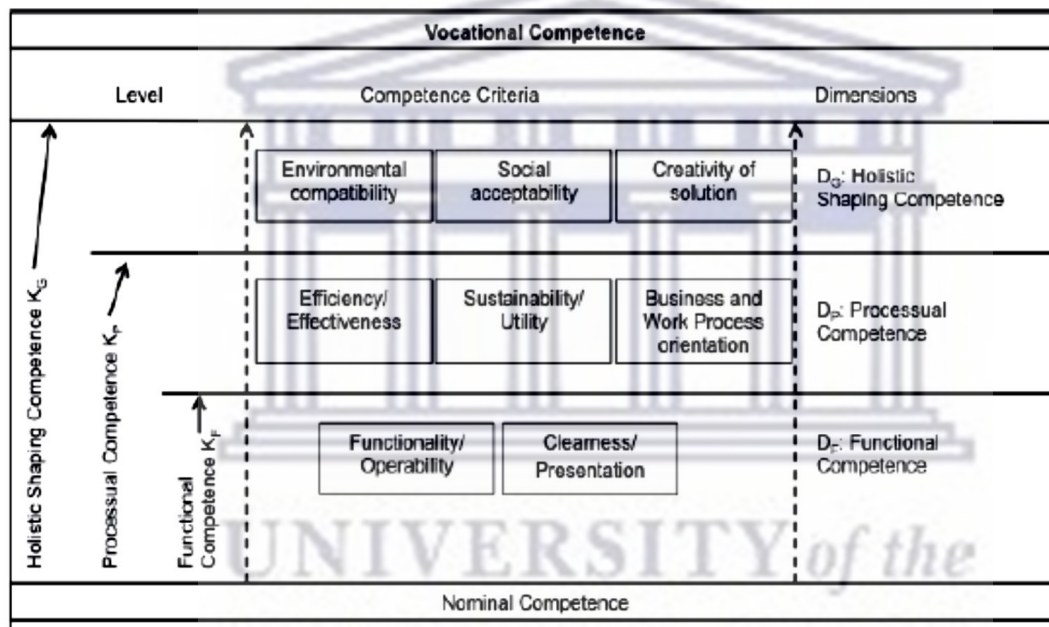 Vocational Competence
Level
Competence Criteria
Dimensions
Environmental
compatibility
Social
acceptability
Creativity of
solution
D_G: Holistic
Shaping Competence
Efficiency/
Effectiveness
Sustainability/
Utility
Business and
Work Process
orientation
D_P: Processual
Competence
Functionality/
Operability
Clearness/
Presentation
D_F: Functional
Competence
Holistic Shaping Competence K_G
Processual Competence K_P
Functional
Competence K_F
UNIVERSITY of the
Nominal Competence